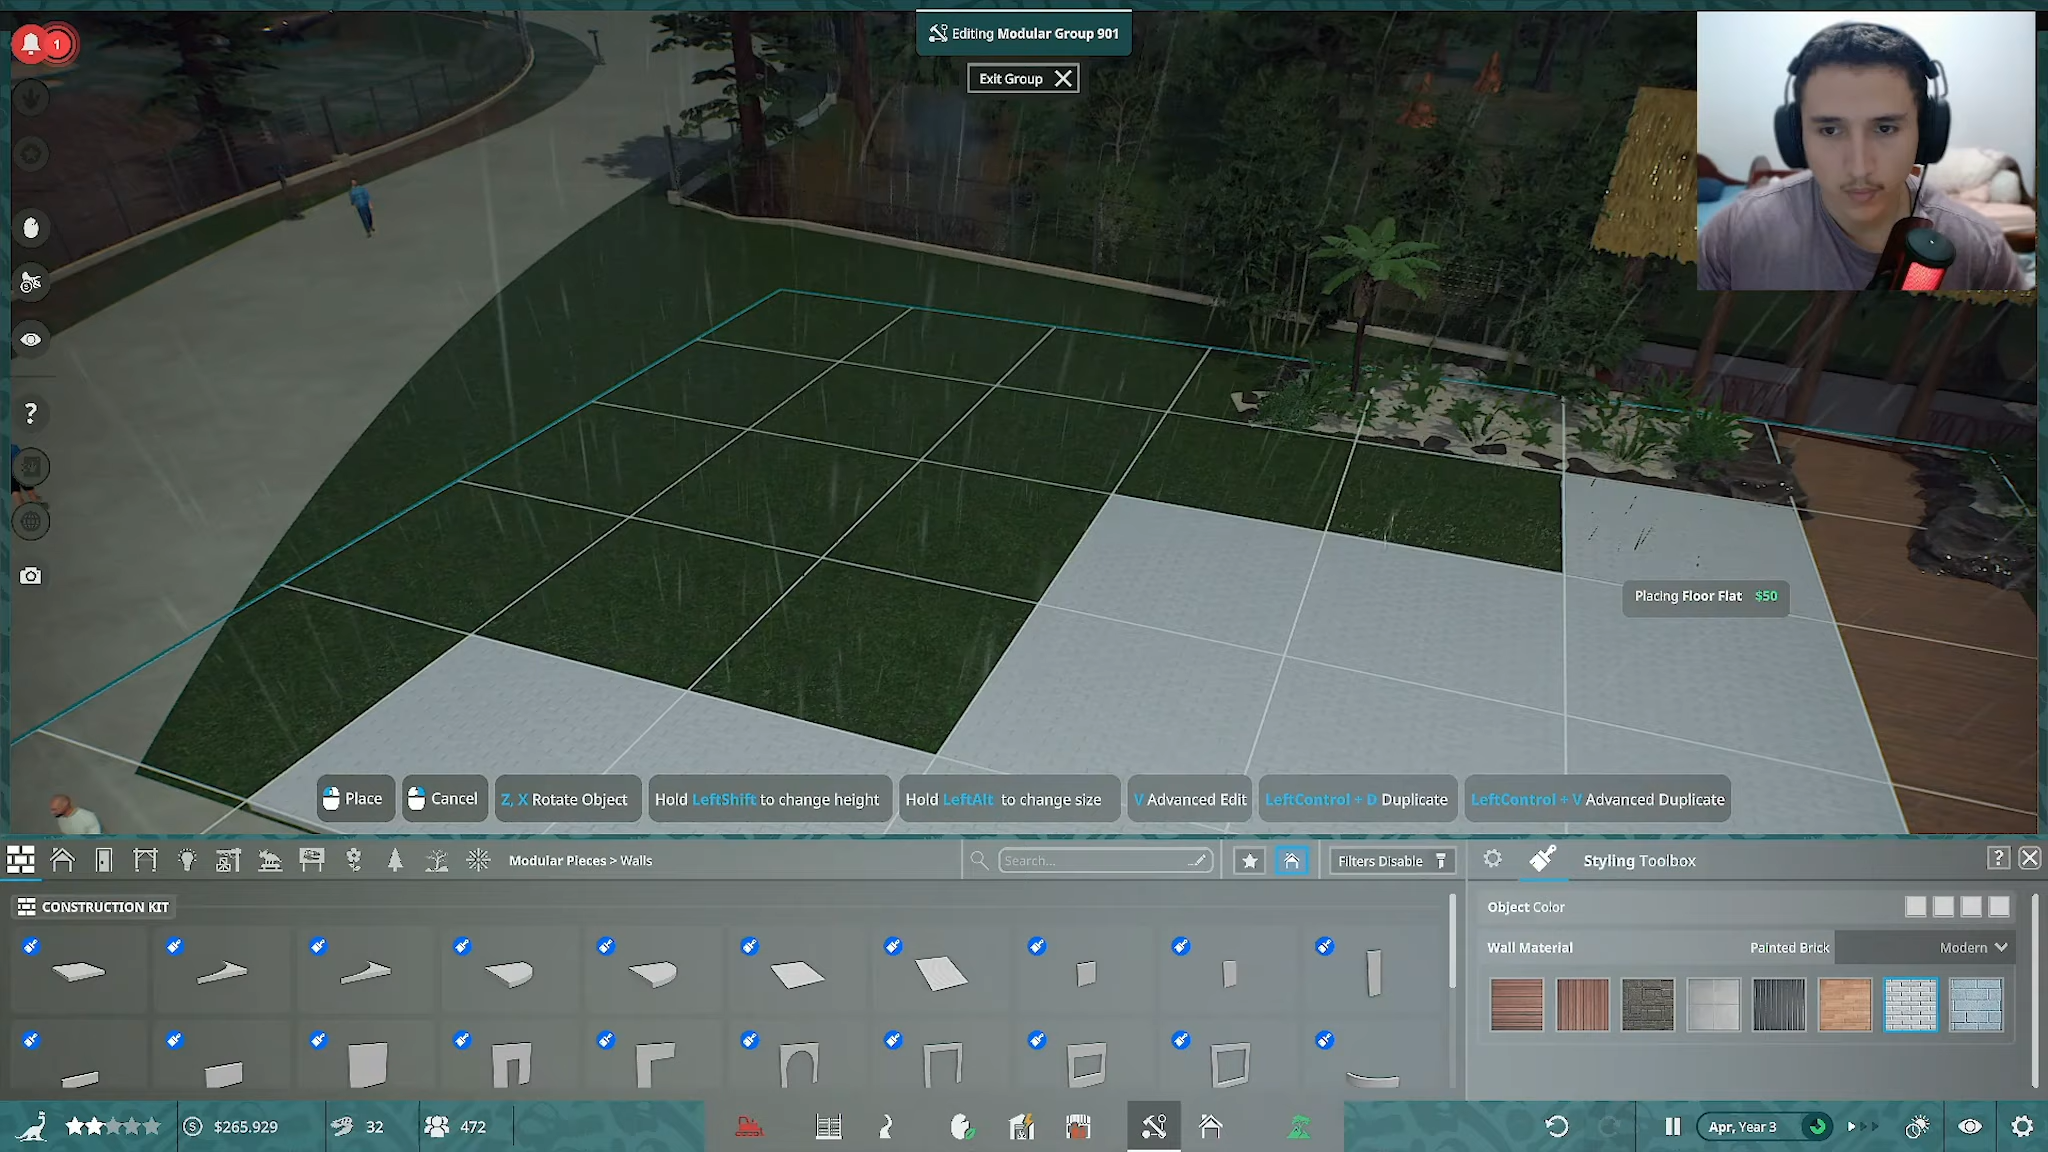 1
Editing Modular Group 901
Exit Group
Placing Floor Flat $50
?
Place
Cancel
Z, X Rotate Object
Hold LeftShift to change height
Hold LeftAlt to change size
V Advanced Edit
LeftControl + D Duplicate
LeftControl + V Advanced Duplicate
Modular Pieces > Walls
Search...
Filters Disable
Styling Toolbox
?
CONSTRUCTION KIT
Object Color
Wall Material
Painted Brick
Modern
$265.929
32
472
Apr, Year 3